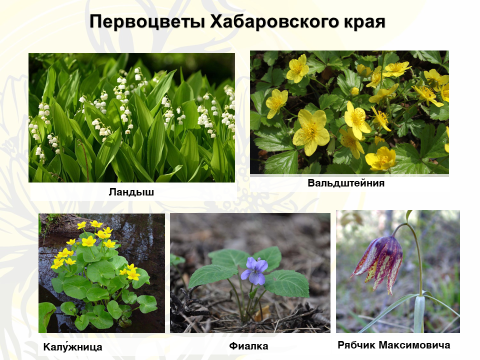 Первоцветы Хабаровского края
Ландыш
Вальдштейния
Калу́жница
Фиалка
Рябчик Максимовича